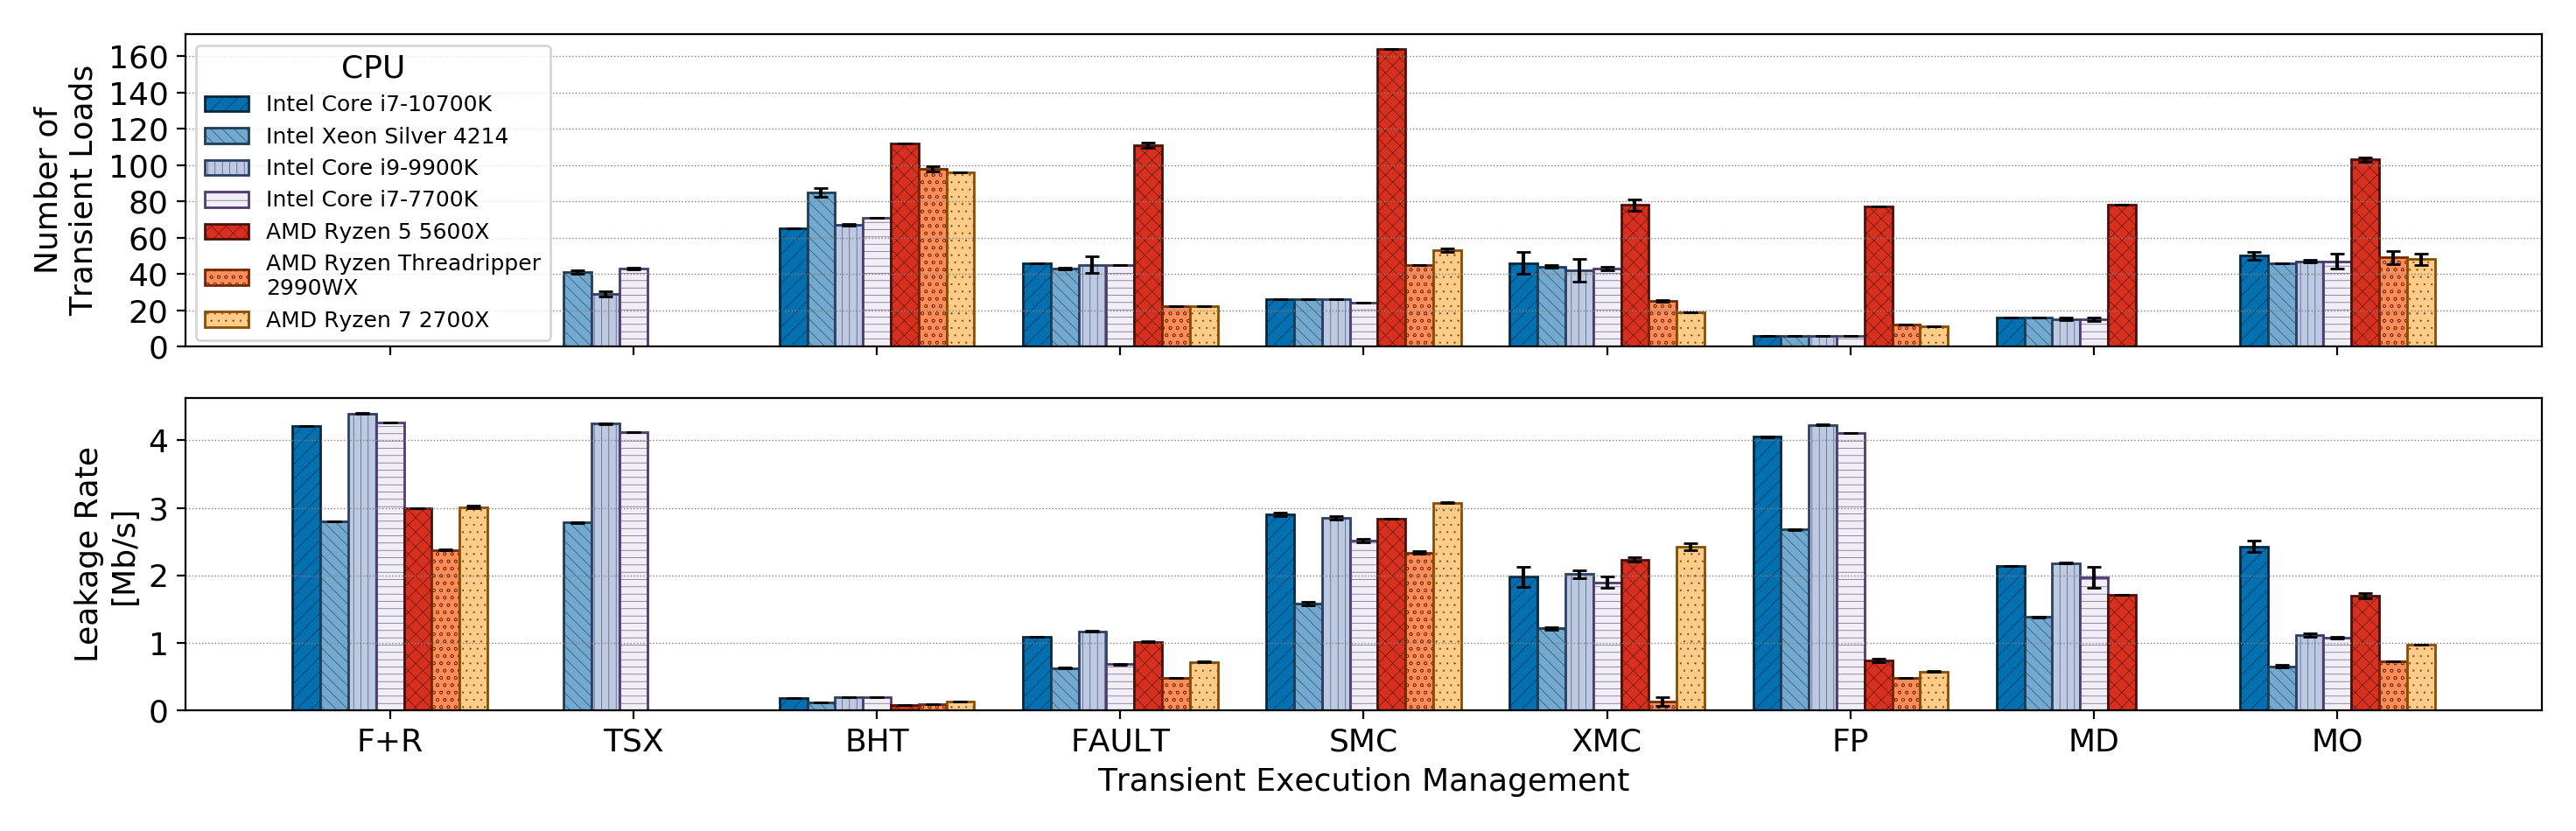 Number of
Transient Loads
160
140
120
100
80
60
40
20
0
CPU
Intel Core i7-10700K
Intel Xeon Silver 4214
Intel Core i9-9900K
Intel Core i7-7700K
AMD Ryzen 5 5600X
AMD Ryzen Threadripper
2990WX
AMD Ryzen 7 2700X
Leakage Rate
[Mb/s]
4
3
2
1
0
F+R TSX BHT FAULT SMC XMC FP MD MO
Transient Execution Management